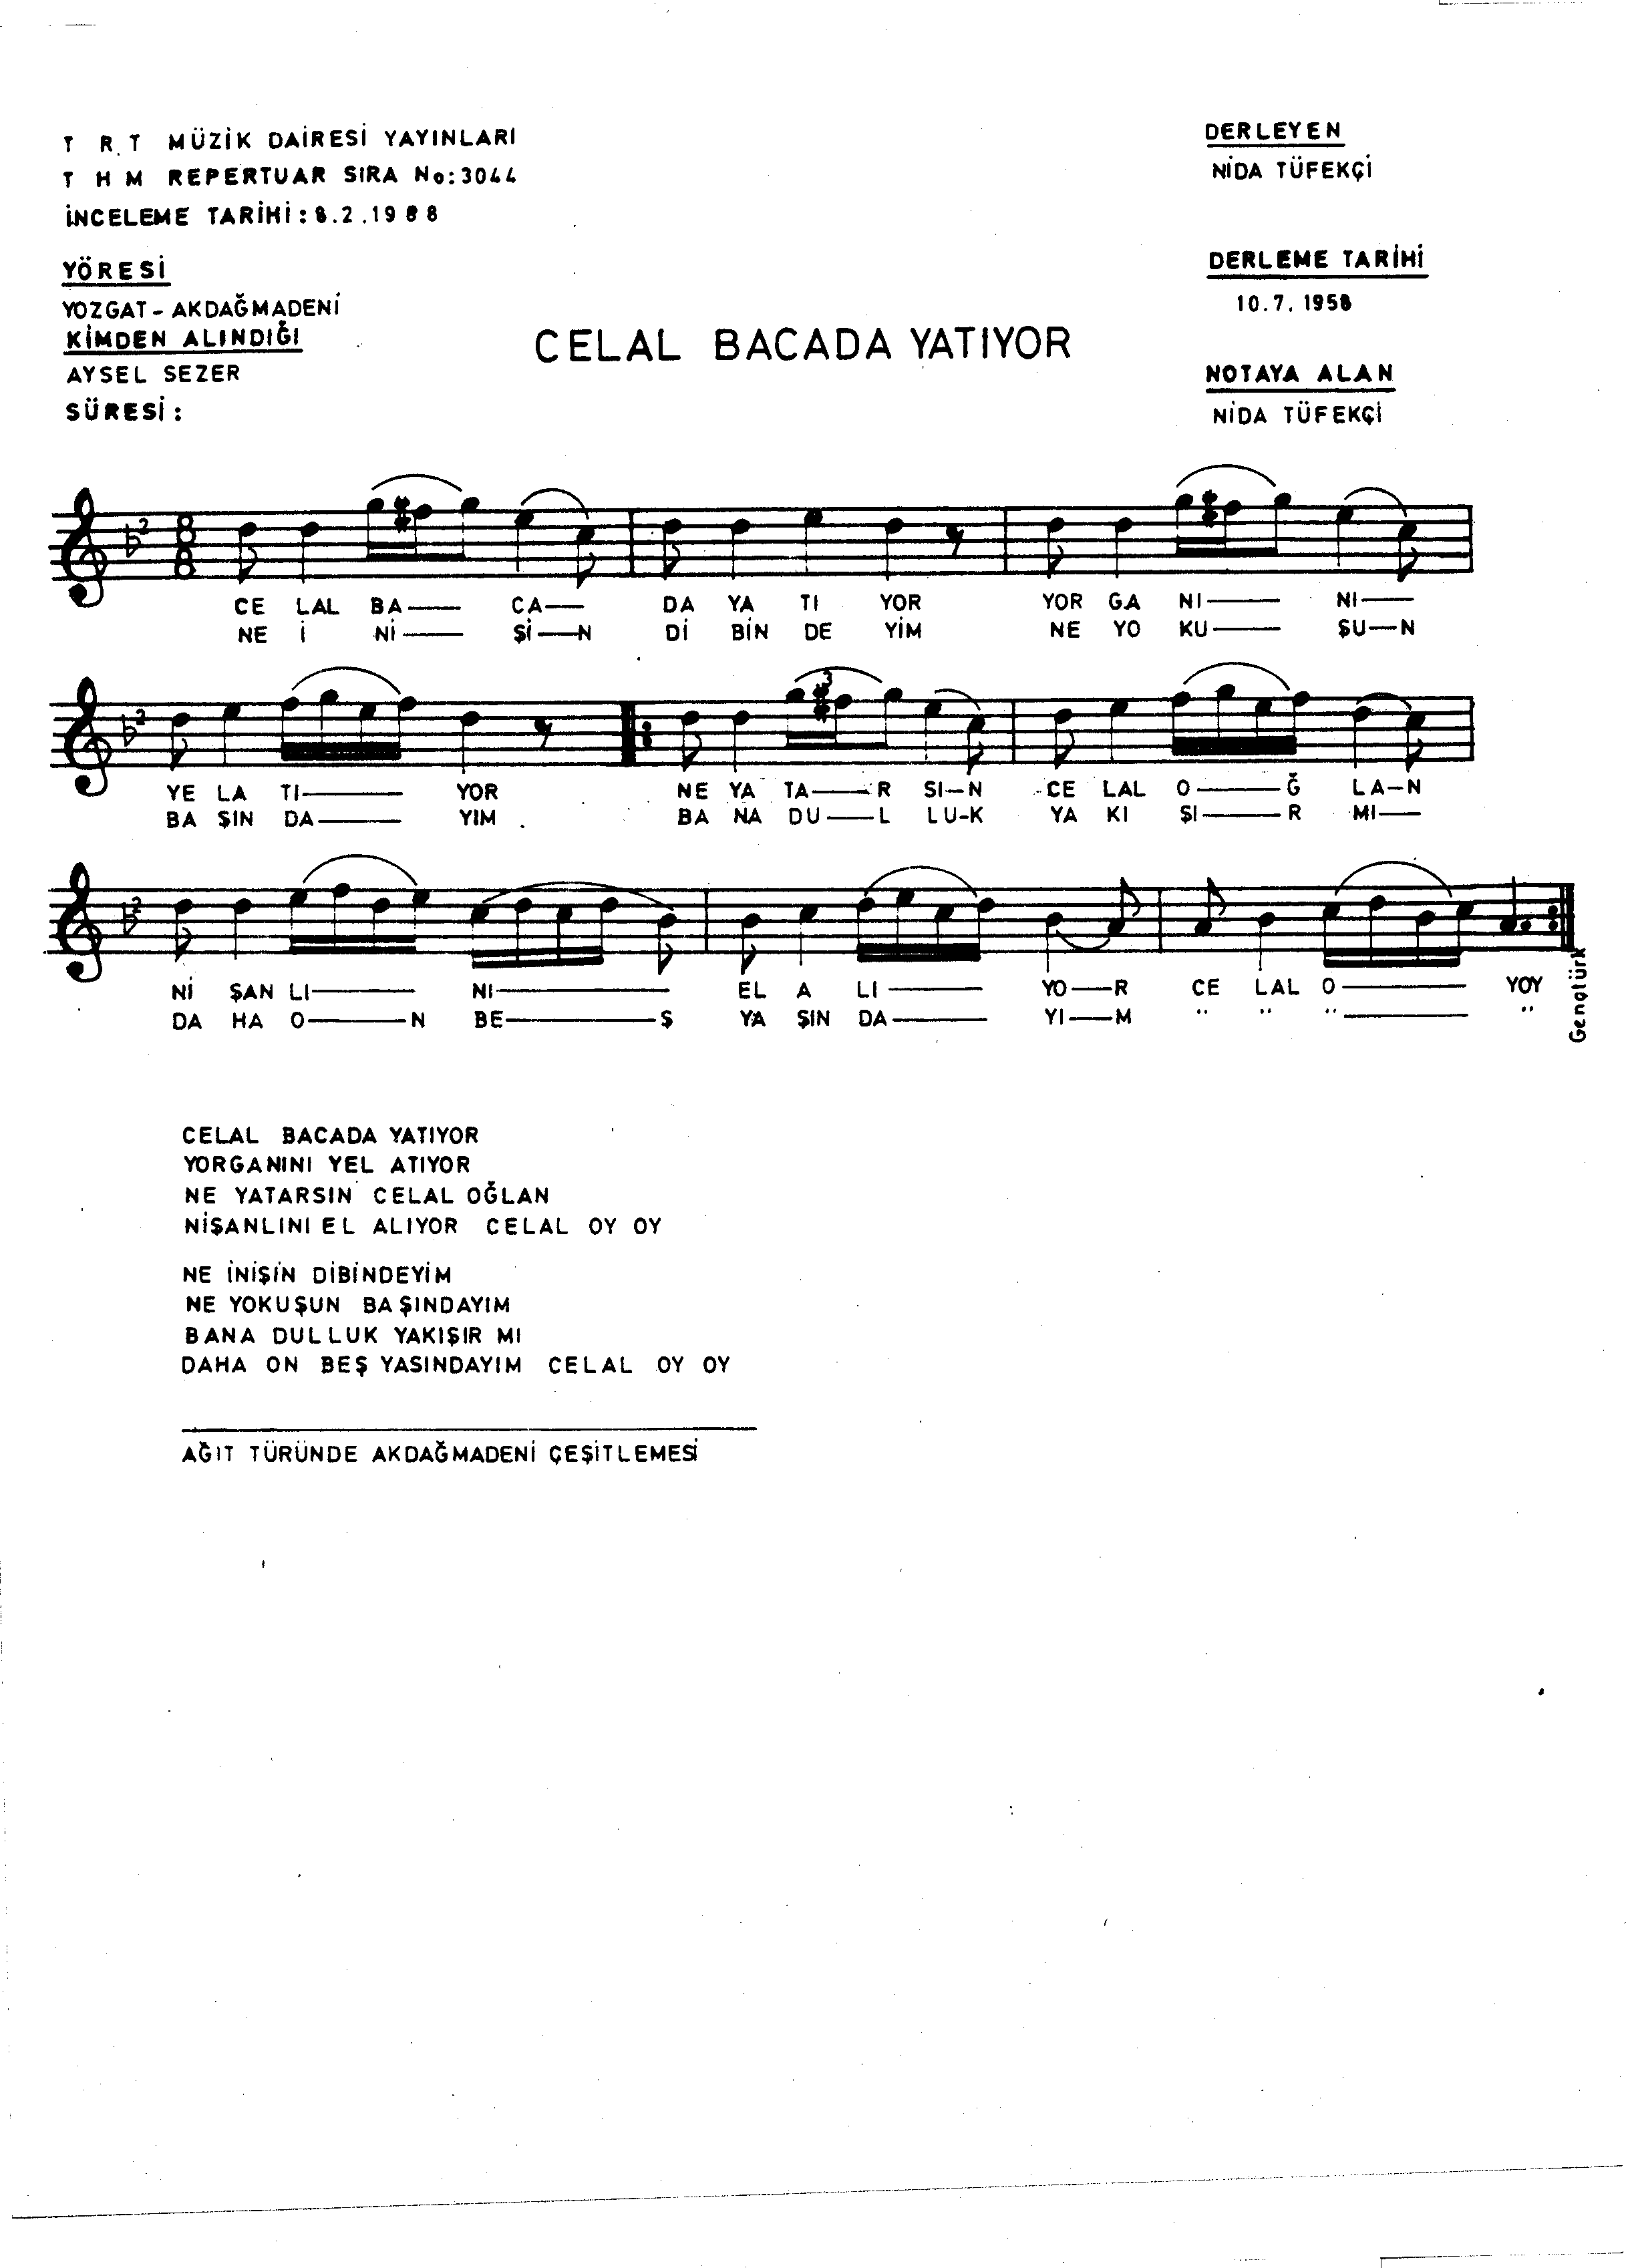 T R T MÜZİK DAİRESİ YAYINLARI
T H M REPERTUAR SIRA No:3044
İNCELEME TARİHİ: 8.2.1988
YÖRESİ
YOZGAT - AKDAĞMADENİ
KİMDEN ALINDIĞI
AYSEL SEZER
SÜRESİ:
CELAL BACADA YATIYOR
DERLEYEN
NİDA TÜFEKÇİ
DERLEME TARİHİ
10.7.1958
NOTAYA ALAN
NİDA TÜFEKÇİ
2 8 8
CE LAL BA— CA— DA YA TI YOR YOR GA NI— NI—
NE İ Nİ— Şİ—N Dİ BİN DE YİM NE YO KU— ŞU—N
2 3
YE LA TI— YOR NE YA TA—R SI—N CE LAL O—Ğ LA—N
BA ŞIN DA— YIM BA NA DU—L LU-K YA KI ŞI—R MI—
2
Nİ ŞAN LI— NI— EL A LI— YO—R CE LAL O— YOY
DA HA O—N BE—Ş YA ŞIN DA— YI—M " " "— "
Gençtürk
CELAL BACADA YATIYOR
YORGANINI YEL ATIYOR
NE YATARSIN CELAL OĞLAN
NİŞANLINI EL ALIYOR CELAL OY OY
NE İNİŞİN DİBİNDEYİM
NE YOKUŞUN BAŞINDAYIM
BANA DULLUK YAKIŞIR MI
DAHA ON BEŞ YASINDAYIM CELAL OY OY
AĞIT TÜRÜNDE AKDAĞMADENİ ÇEŞİTLEMESİ